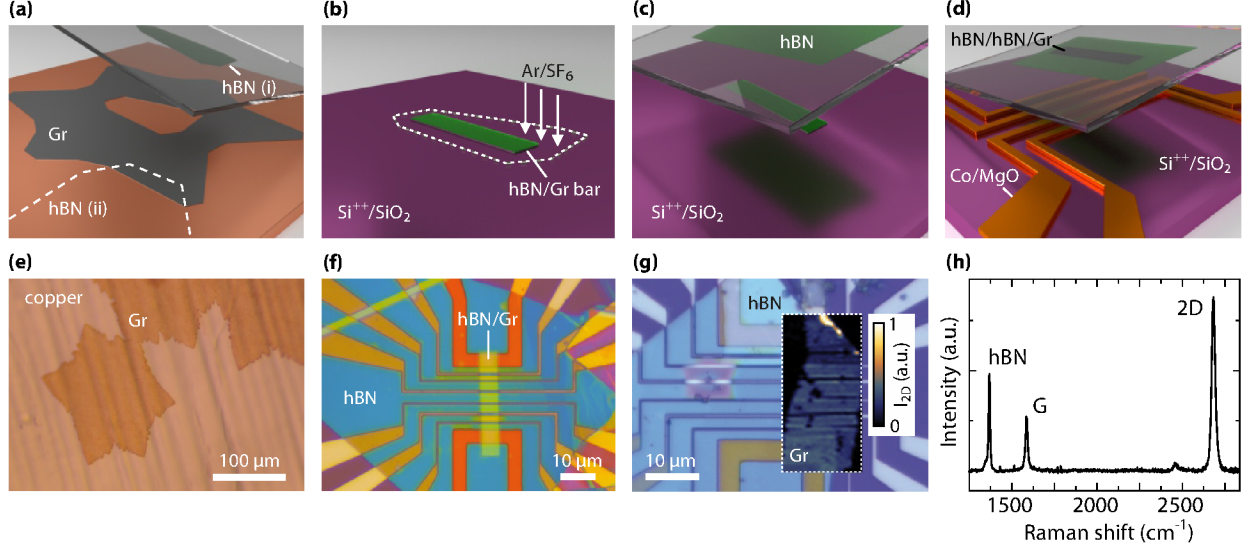 (a)
hBN (i)
Gr
hBN (ii)
(b)
Ar/SF₆
hBN/Gr bar
Si⁺⁺/SiO₂
(c)
hBN
Si⁺⁺/SiO₂
(d)
hBN/hBN/Gr
Si⁺⁺/SiO₂
Co/MgO
(e)
copper
Gr
100 µm
(f)
hBN/Gr
hBN
10 µm
(g)
hBN
1
I₂D (a.u.)
0
Gr
10 µm
(h)
2D
hBN
G
Intensity (a.u.)
1500 2000 2500
Raman shift (cm⁻¹)